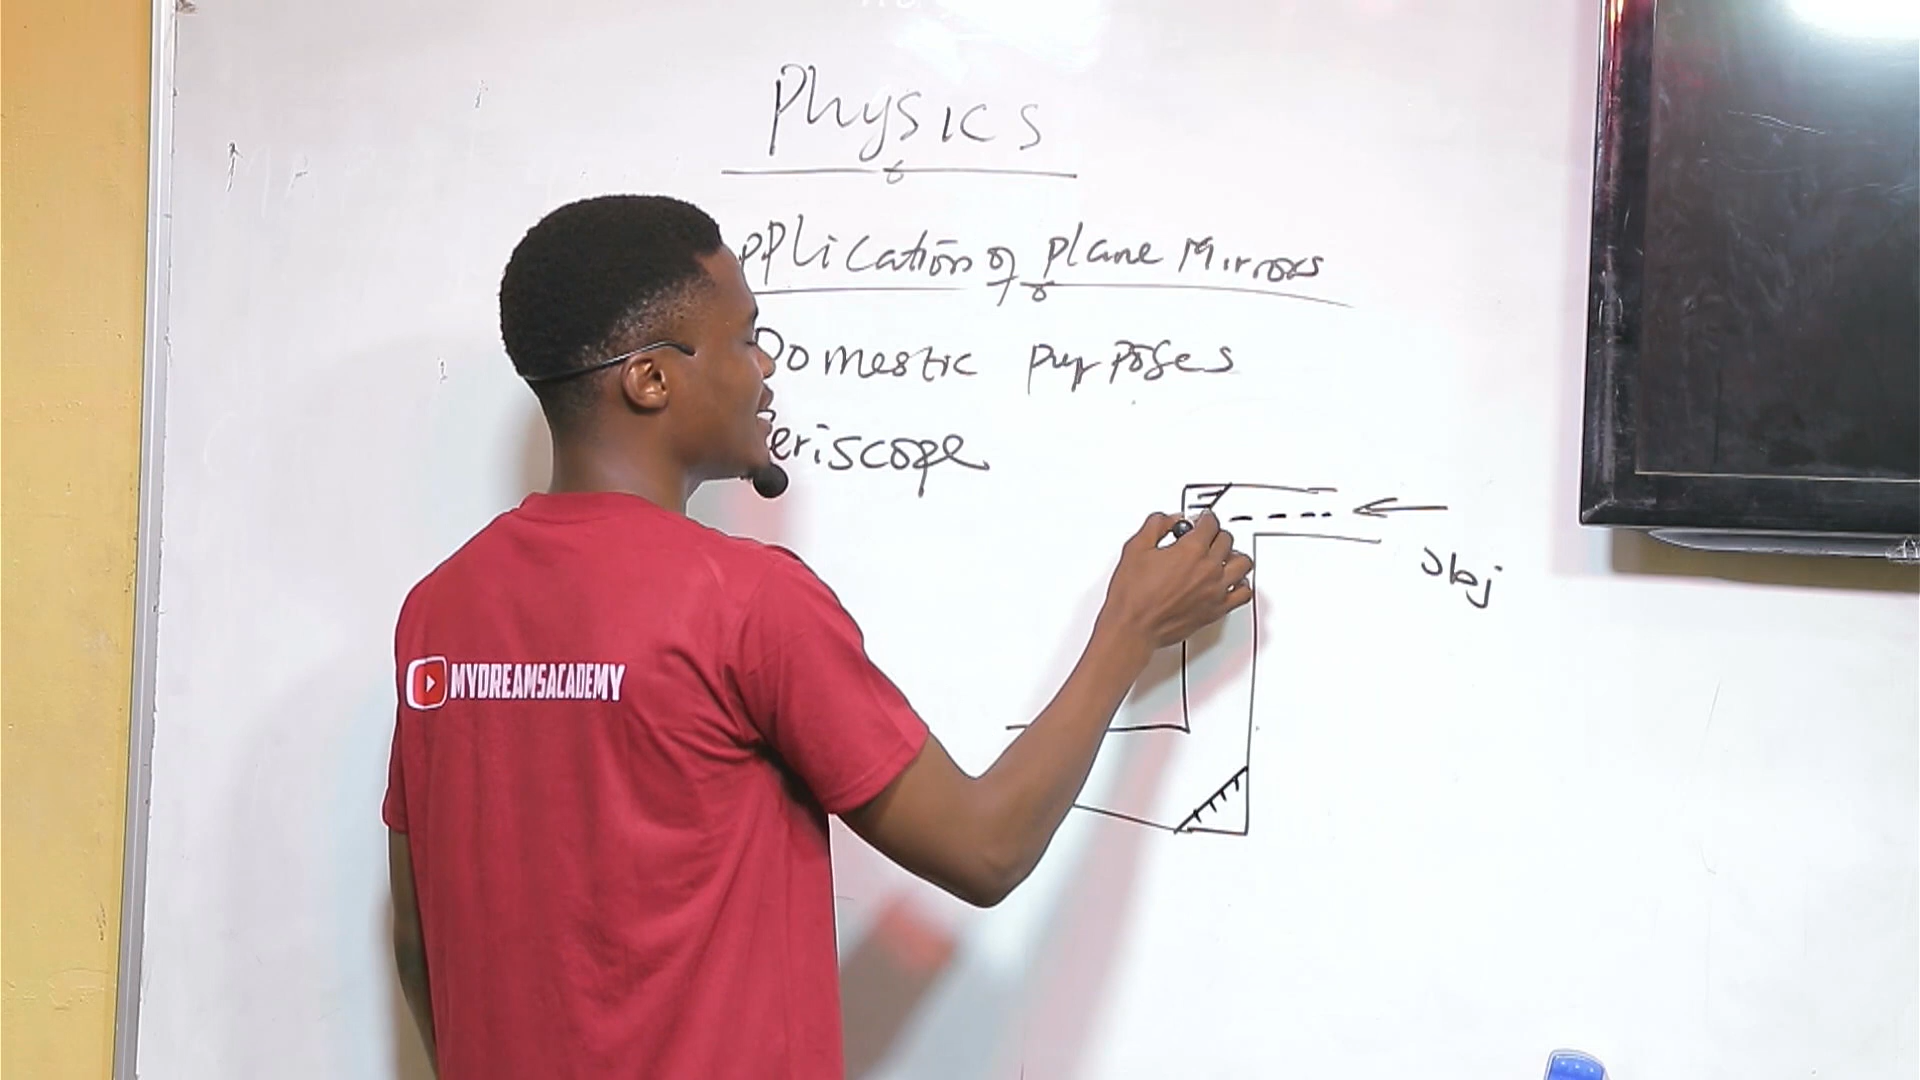 Physics
pplication of plane Mirrors
Domestic purposes
eriscope
obj
MYDREAMSACADEMY